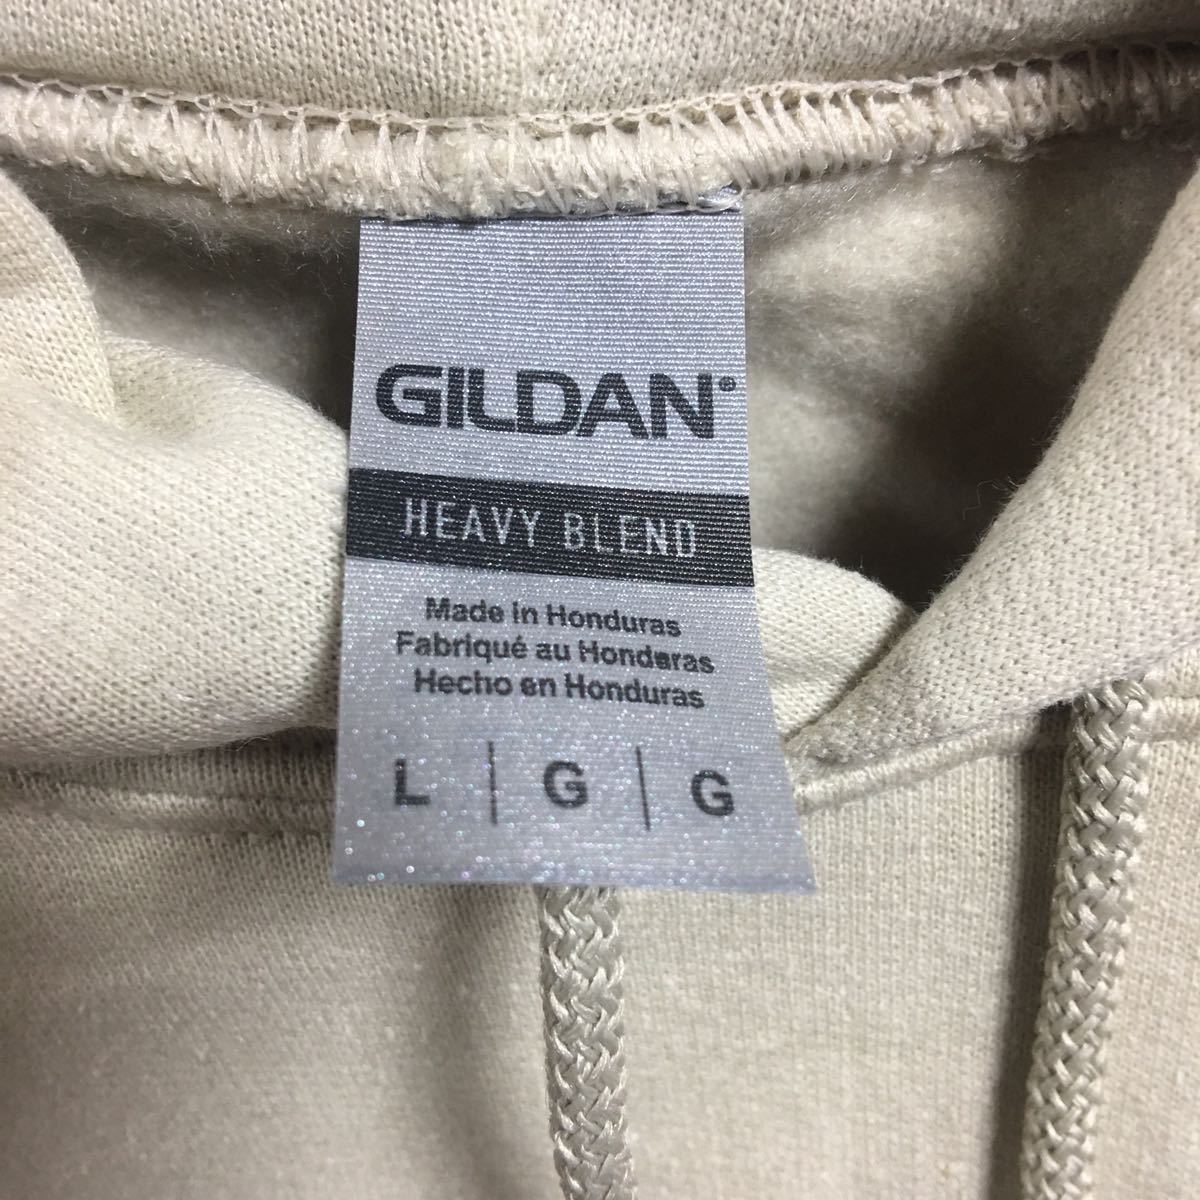 GILDAN®
HEAVY BLEND
Made in Honduras
Fabriqué au Honduras
Hecho en Honduras
L | G | G